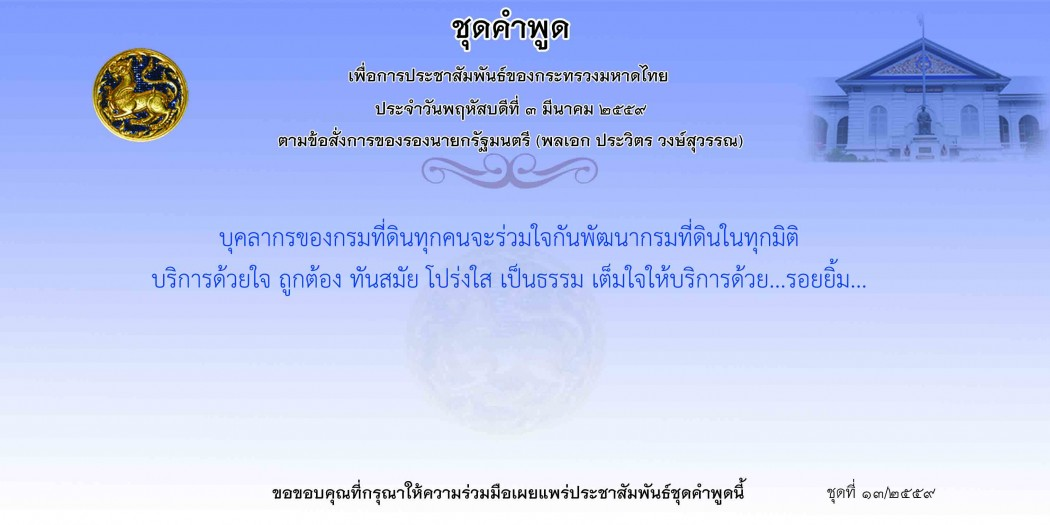 ชุดคำพูด
เพื่อการประชาสัมพันธ์ของกระทรวงมหาดไทย
ประจำวันพฤหัสบดีที่ ๓ มีนาคม ๒๕๕๙
ตามข้อสั่งการของรองนายกรัฐมนตรี (พลเอก ประวิตร วงษ์สุวรรณ)
บุคลากรของกรมที่ดินทุกคนจะร่วมใจกันพัฒนากรมที่ดินในทุกมิติ
บริการด้วยใจ ถูกต้อง ทันสมัย โปร่งใส เป็นธรรม เต็มใจให้บริการด้วย...รอยยิ้ม...
ขอขอบคุณที่กรุณาให้ความร่วมมือเผยแพร่ประชาสัมพันธ์ชุดคำพูดนี้
ชุดที่ ๑๓/๒๕๕๙